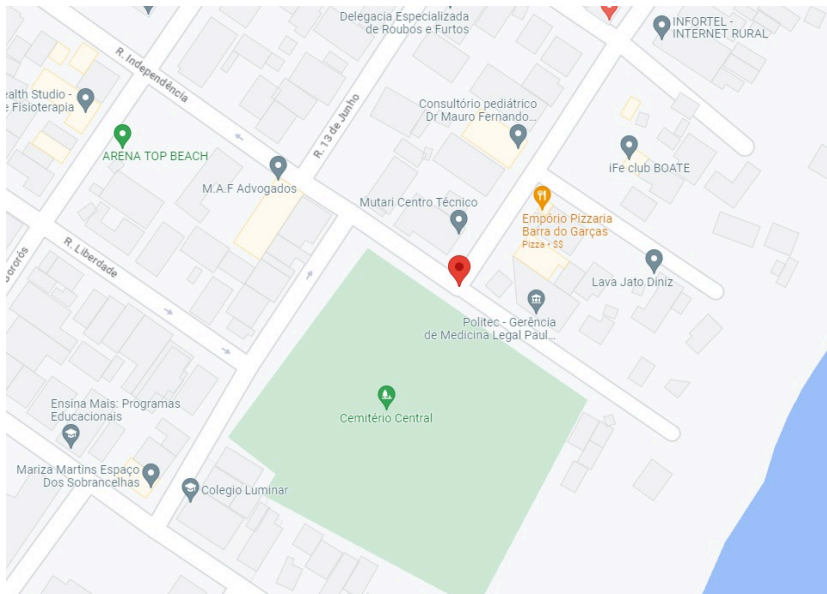 Delegacia Especializada
de Roubos e Furtos
INFORTEL -
INTERNET RURAL
R. Independência
ealth Studio -
e Fisioterapia
R. 13 de Junho
Consultório pediátrico
Dr Mauro Fernando...
ARENA TOP BEACH
iFe club BOATE
M.A.F Advogados
Mutari Centro Técnico
Empório Pizzaria
Barra do Garças
Pizza • $$
R. Liberdade
ororós
Lava Jato Diniz
Politec - Gerência
de Medicina Legal Paul...
Ensina Mais: Programas
Educacionais
Cemitério Central
Mariza Martins Espaço
Dos Sobrancelhas
Colegio Luminar